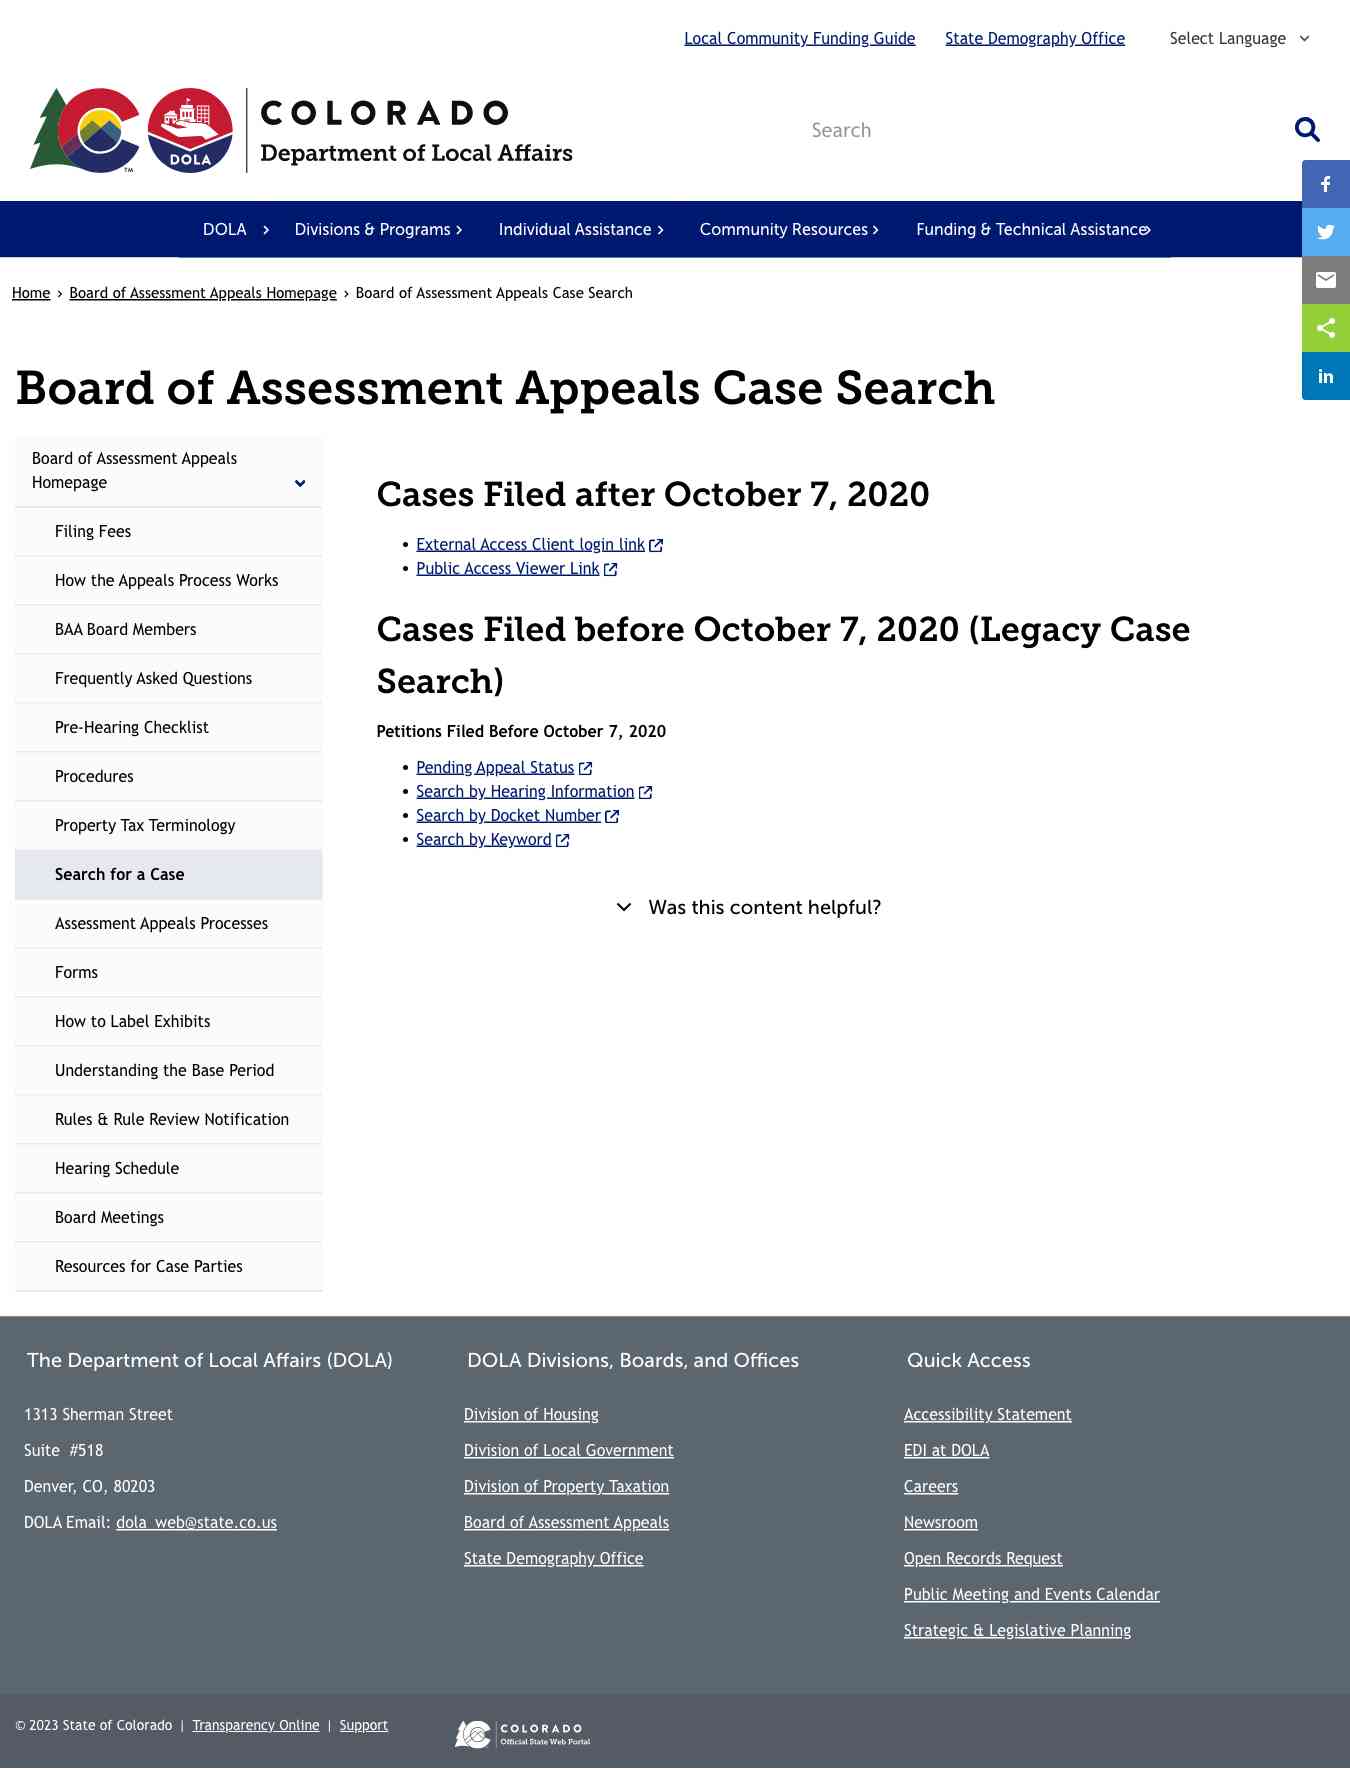 Local Community Funding Guide State Demography Office Select Language
COLORADO
Department of Local Affairs
DOLA
TM
Search
DOLA Divisions & Programs Individual Assistance Community Resources Funding & Technical Assistance
Home › Board of Assessment Appeals Homepage › Board of Assessment Appeals Case Search
Board of Assessment Appeals Case Search
Board of Assessment Appeals
Homepage
Filing Fees
How the Appeals Process Works
BAA Board Members
Frequently Asked Questions
Pre-Hearing Checklist
Procedures
Property Tax Terminology
Search for a Case
Assessment Appeals Processes
Forms
How to Label Exhibits
Understanding the Base Period
Rules & Rule Review Notification
Hearing Schedule
Board Meetings
Resources for Case Parties
Cases Filed after October 7, 2020
• External Access Client login link
• Public Access Viewer Link
Cases Filed before October 7, 2020 (Legacy Case
Search)
Petitions Filed Before October 7, 2020
• Pending Appeal Status
• Search by Hearing Information
• Search by Docket Number
• Search by Keyword
Was this content helpful?
The Department of Local Affairs (DOLA)
1313 Sherman Street
Suite #518
Denver, CO, 80203
DOLA Email: dola_web@state.co.us
DOLA Divisions, Boards, and Offices
Division of Housing
Division of Local Government
Division of Property Taxation
Board of Assessment Appeals
State Demography Office
Quick Access
Accessibility Statement
EDI at DOLA
Careers
Newsroom
Open Records Request
Public Meeting and Events Calendar
Strategic & Legislative Planning
© 2023 State of Colorado | Transparency Online | Support
COLORADO
Official State Web Portal